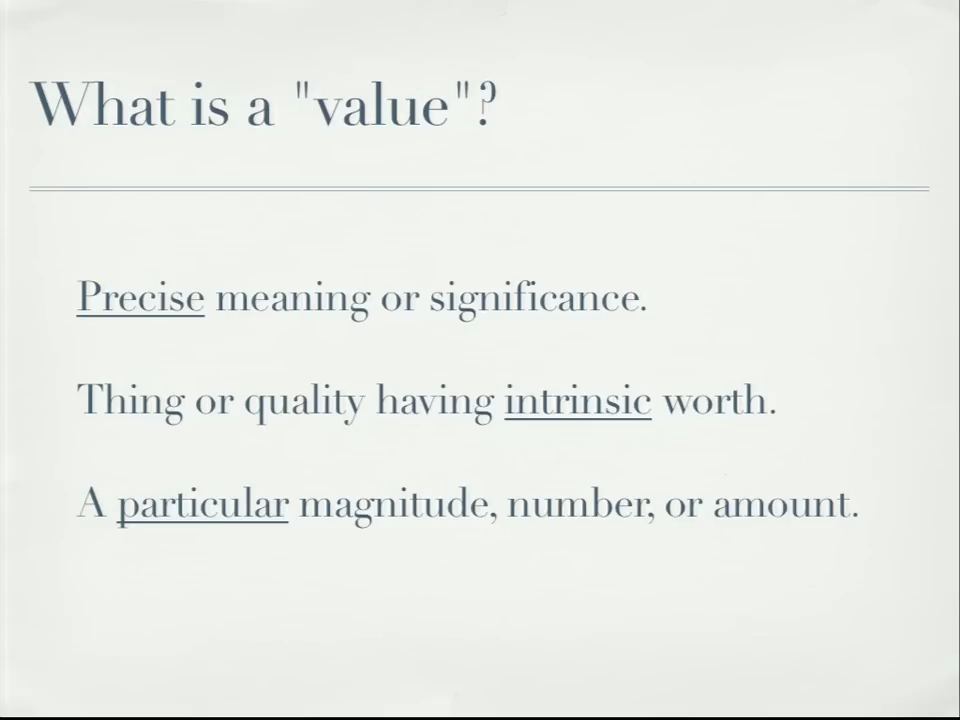 What is a "value"?
Precise meaning or significance.
Thing or quality having intrinsic worth.
A particular magnitude, number, or amount.